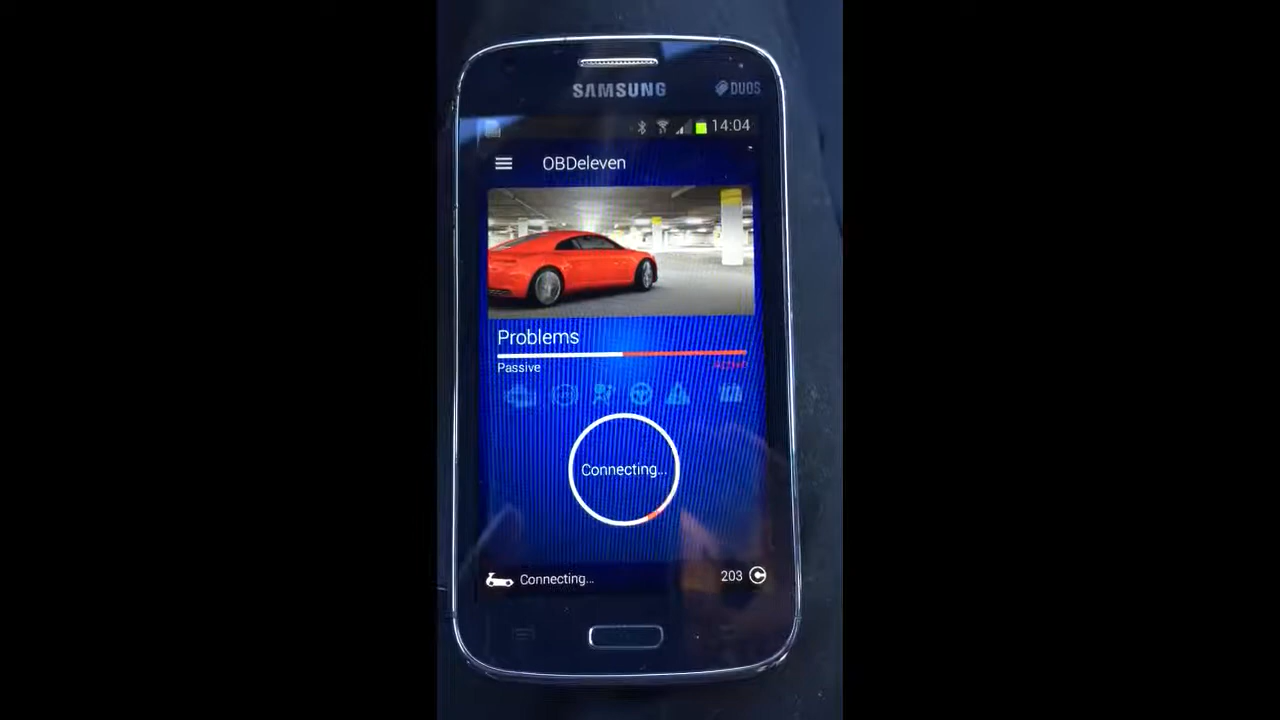 SAMSUNG
DUOS
14:04
OBDeleven
Problems
Passive
Connecting...
Connecting...
203